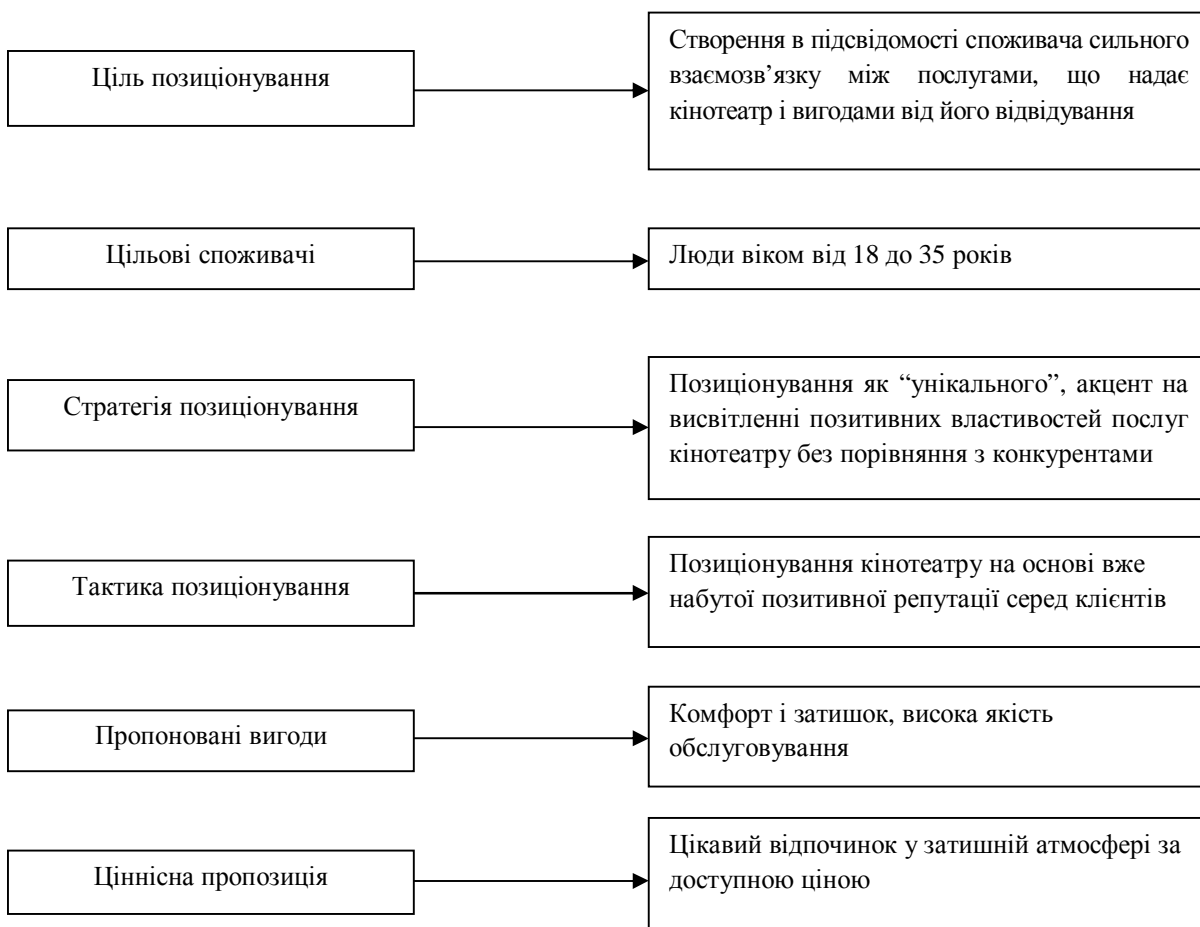 Ціль позиціонування
Створення в підсвідомості споживача сильного
взаємозв’язку між послугами, що надає
кінотеатр і вигодами від його відвідування
Цільові споживачі
Люди віком від 18 до 35 років
Стратегія позиціонування
Позиціонування як “унікального”, акцент на
висвітленні позитивних властивостей послуг
кінотеатру без порівняння з конкурентами
Тактика позиціонування
Позиціонування кінотеатру на основі вже
набутої позитивної репутації серед клієнтів
Пропоновані вигоди
Комфорт і затишок, висока якість
обслуговування
Ціннісна пропозиція
Цікавий відпочинок у затишній атмосфері за
доступною ціною